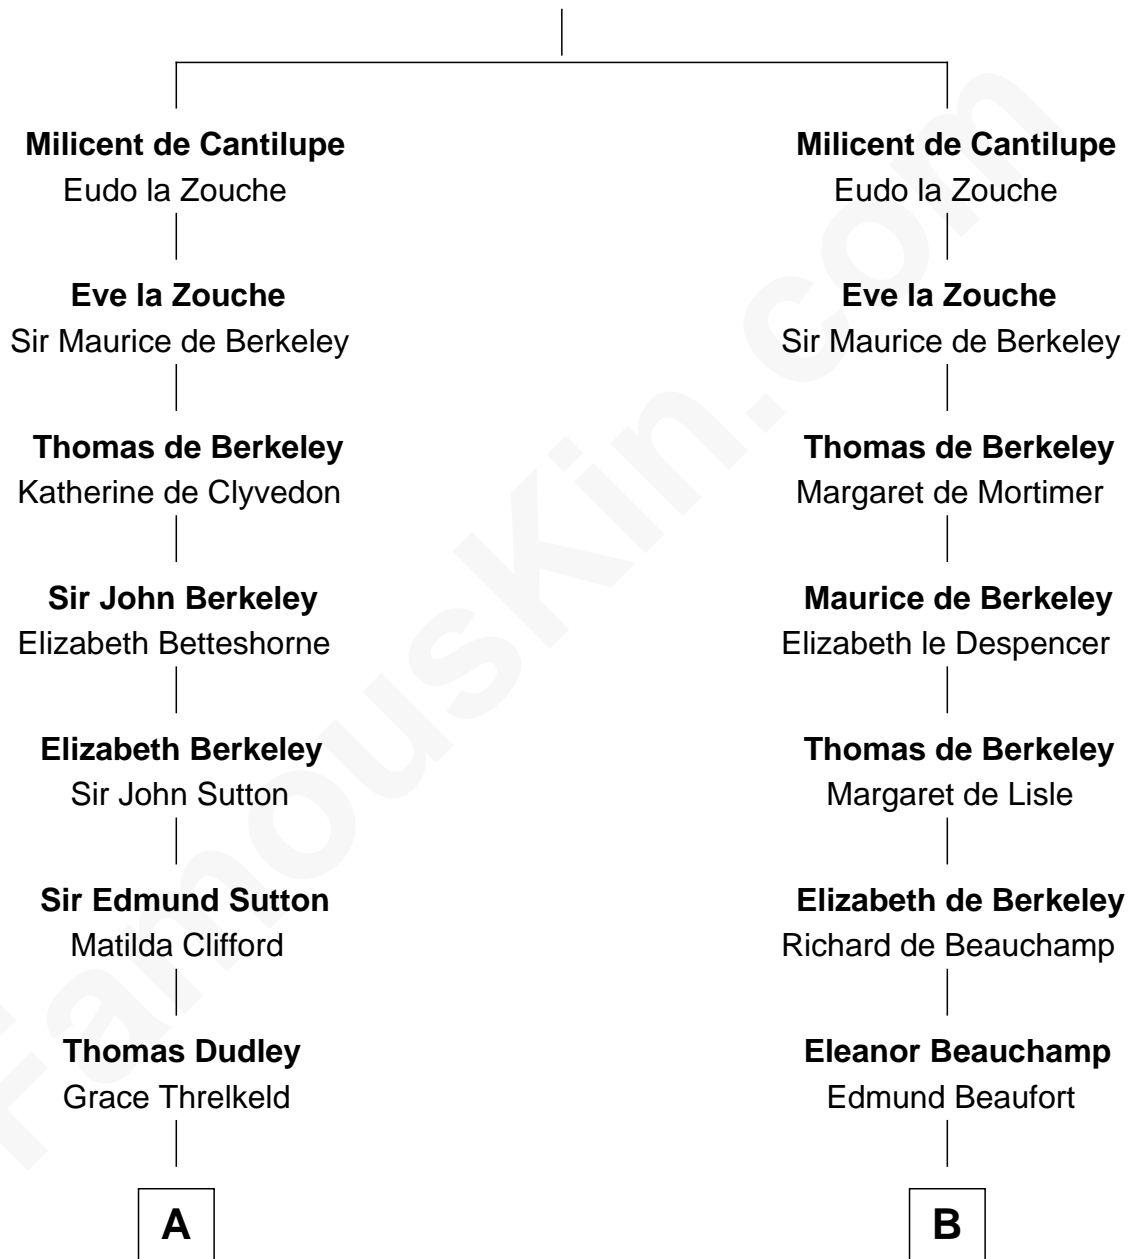 Milicent de Cantilupe
Eudo la Zouche
Eve la Zouche
Sir Maurice de Berkeley
Thomas de Berkeley
Katherine de Clyvedon
Sir John Berkeley
Elizabeth Betteshorne
Elizabeth Berkeley
Sir John Sutton
Sir Edmund Sutton
Matilda Clifford
Thomas Dudley
Grace Threlkeld
A
Milicent de Cantilupe
Eudo la Zouche
Eve la Zouche
Sir Maurice de Berkeley
Thomas de Berkeley
Margaret de Mortimer
Maurice de Berkeley
Elizabeth le Despencer
Thomas de Berkeley
Margaret de Lisle
Elizabeth de Berkeley
Richard de Beauchamp
Eleanor Beauchamp
Edmund Beaufort
B
FamousKin.com